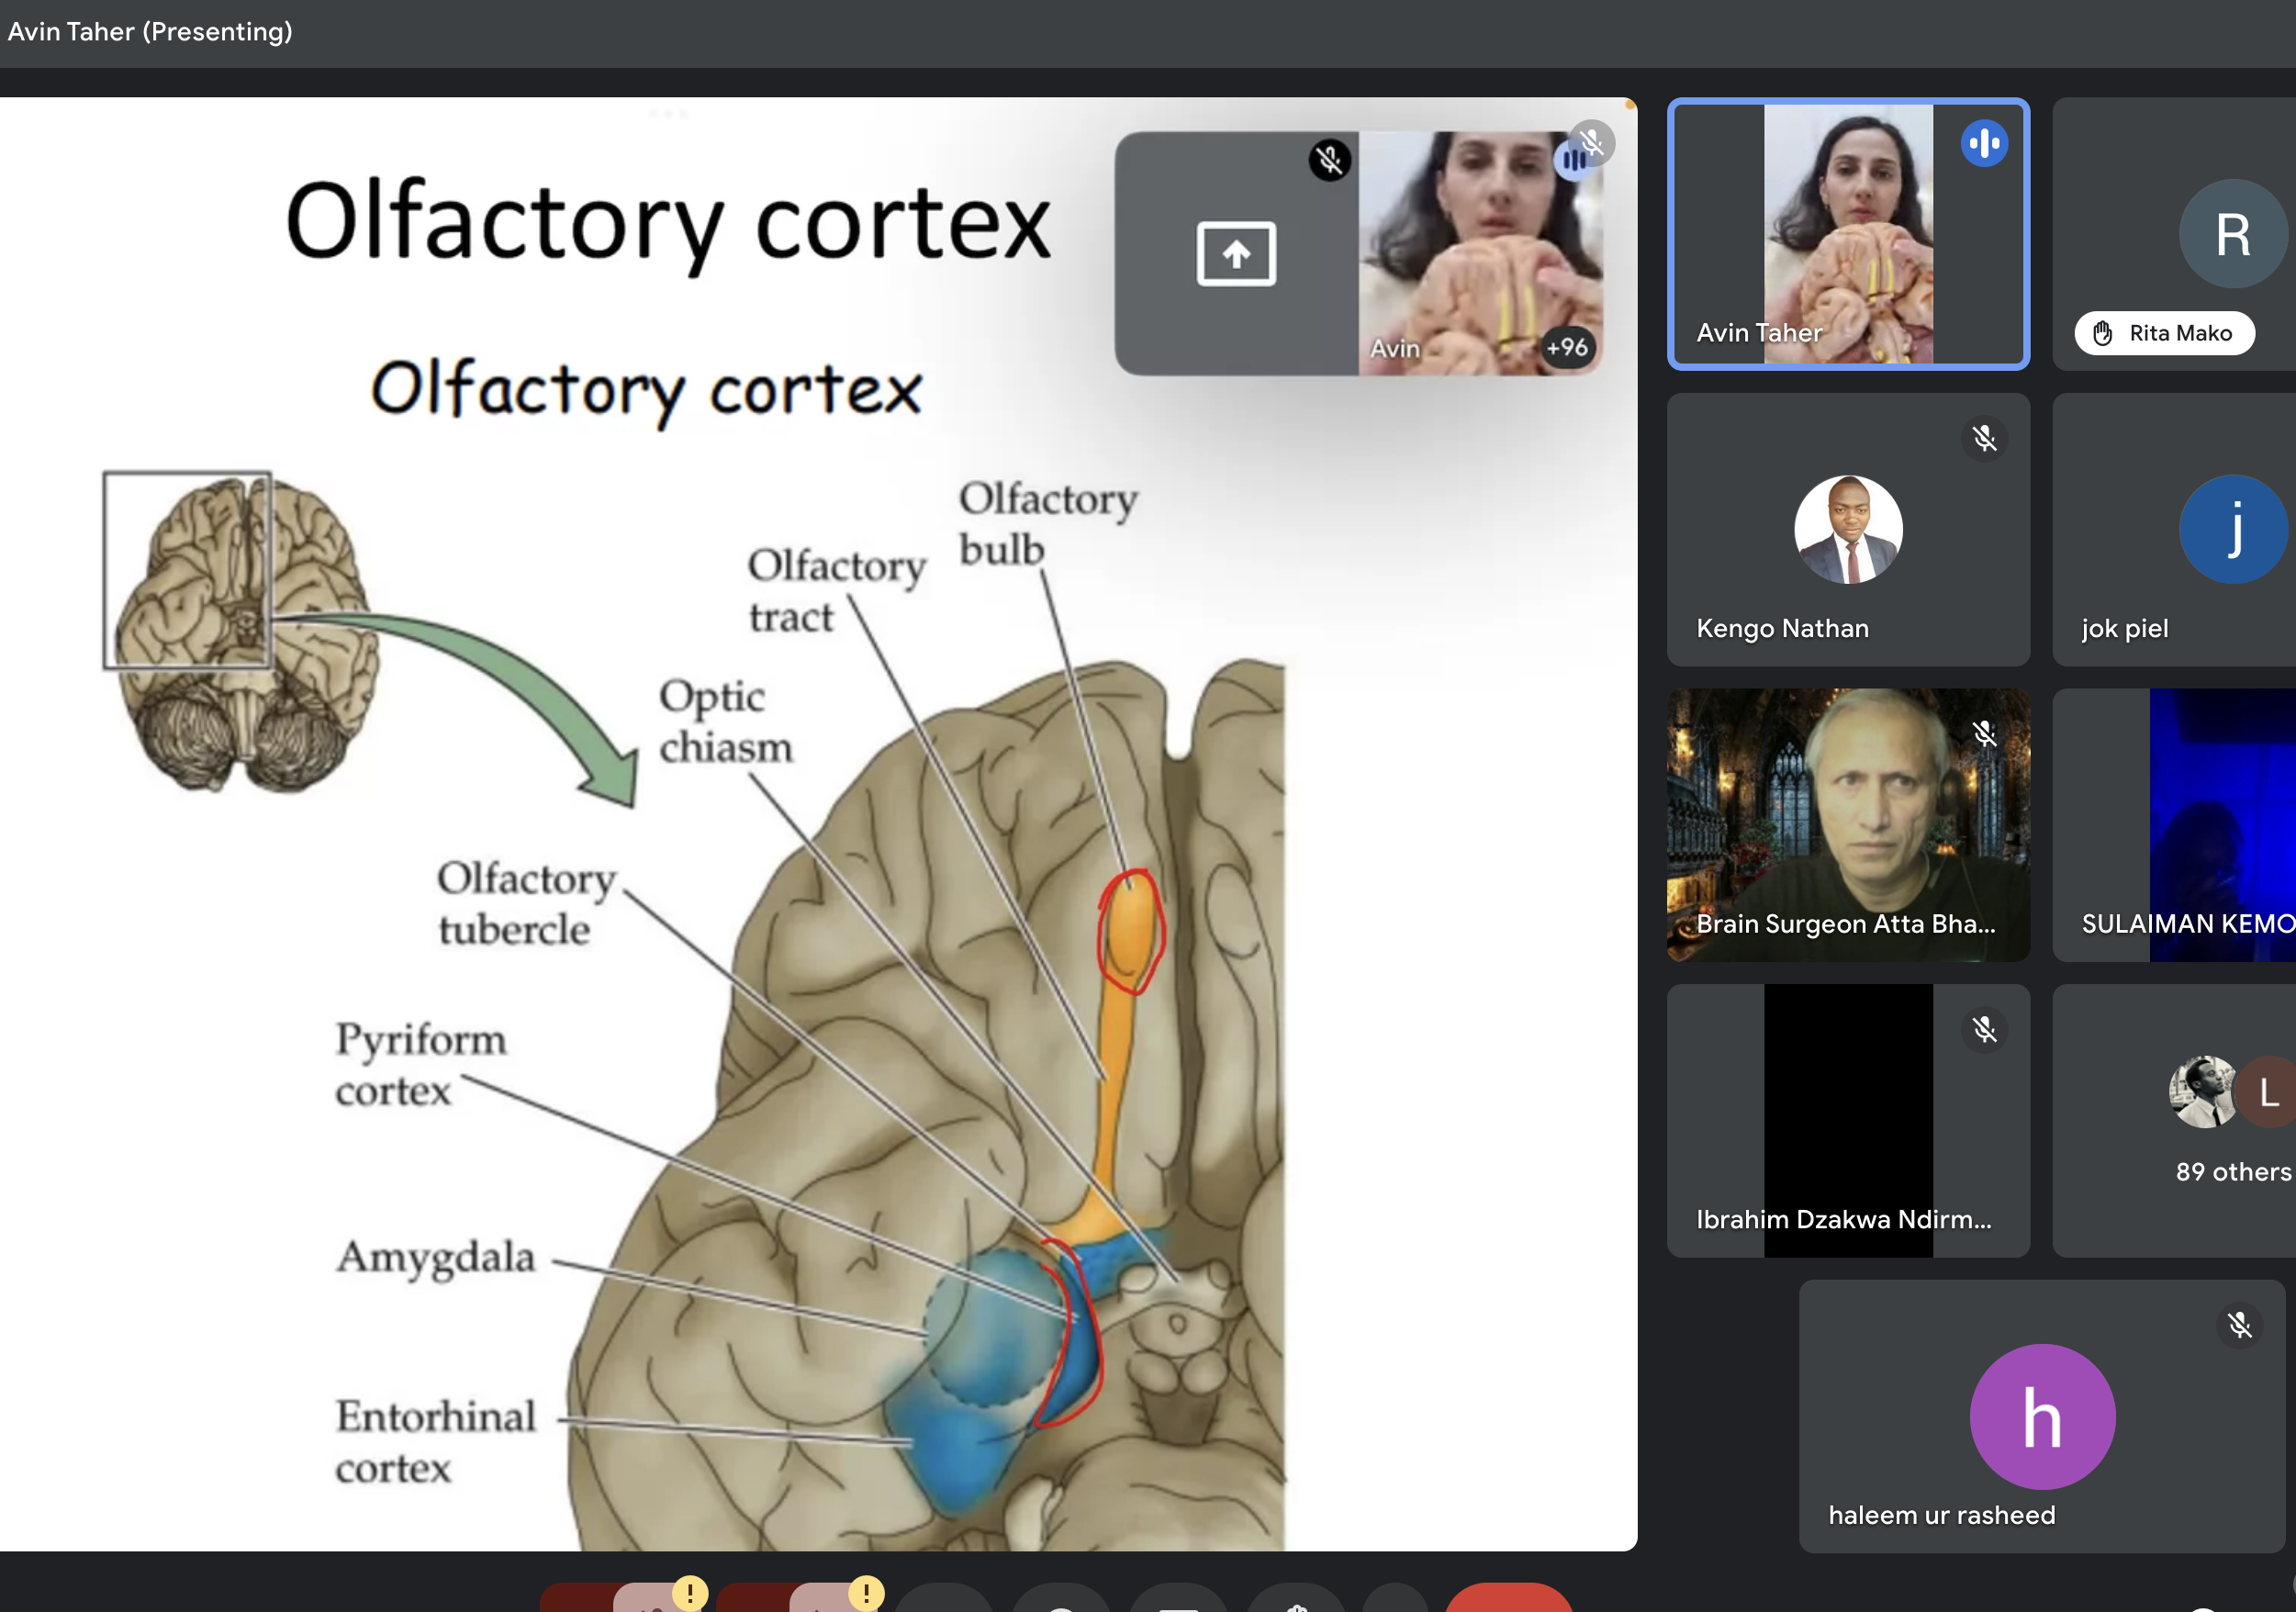 Avin Taher (Presenting)
Olfactory cortex
Olfactory cortex
Avin
+96
Olfactory
bulb
Olfactory
tract
Optic
chiasm
Olfactory
tubercle
Pyriform
cortex
Amygdala
Entorhinal
cortex
Avin Taher
R
Rita Mako
Kengo Nathan
j
jok piel
Brain Surgeon Atta Bha...
SULAIMAN KEMO
Ibrahim Dzakwa Ndirm...
L
89 others
h
haleem ur rasheed